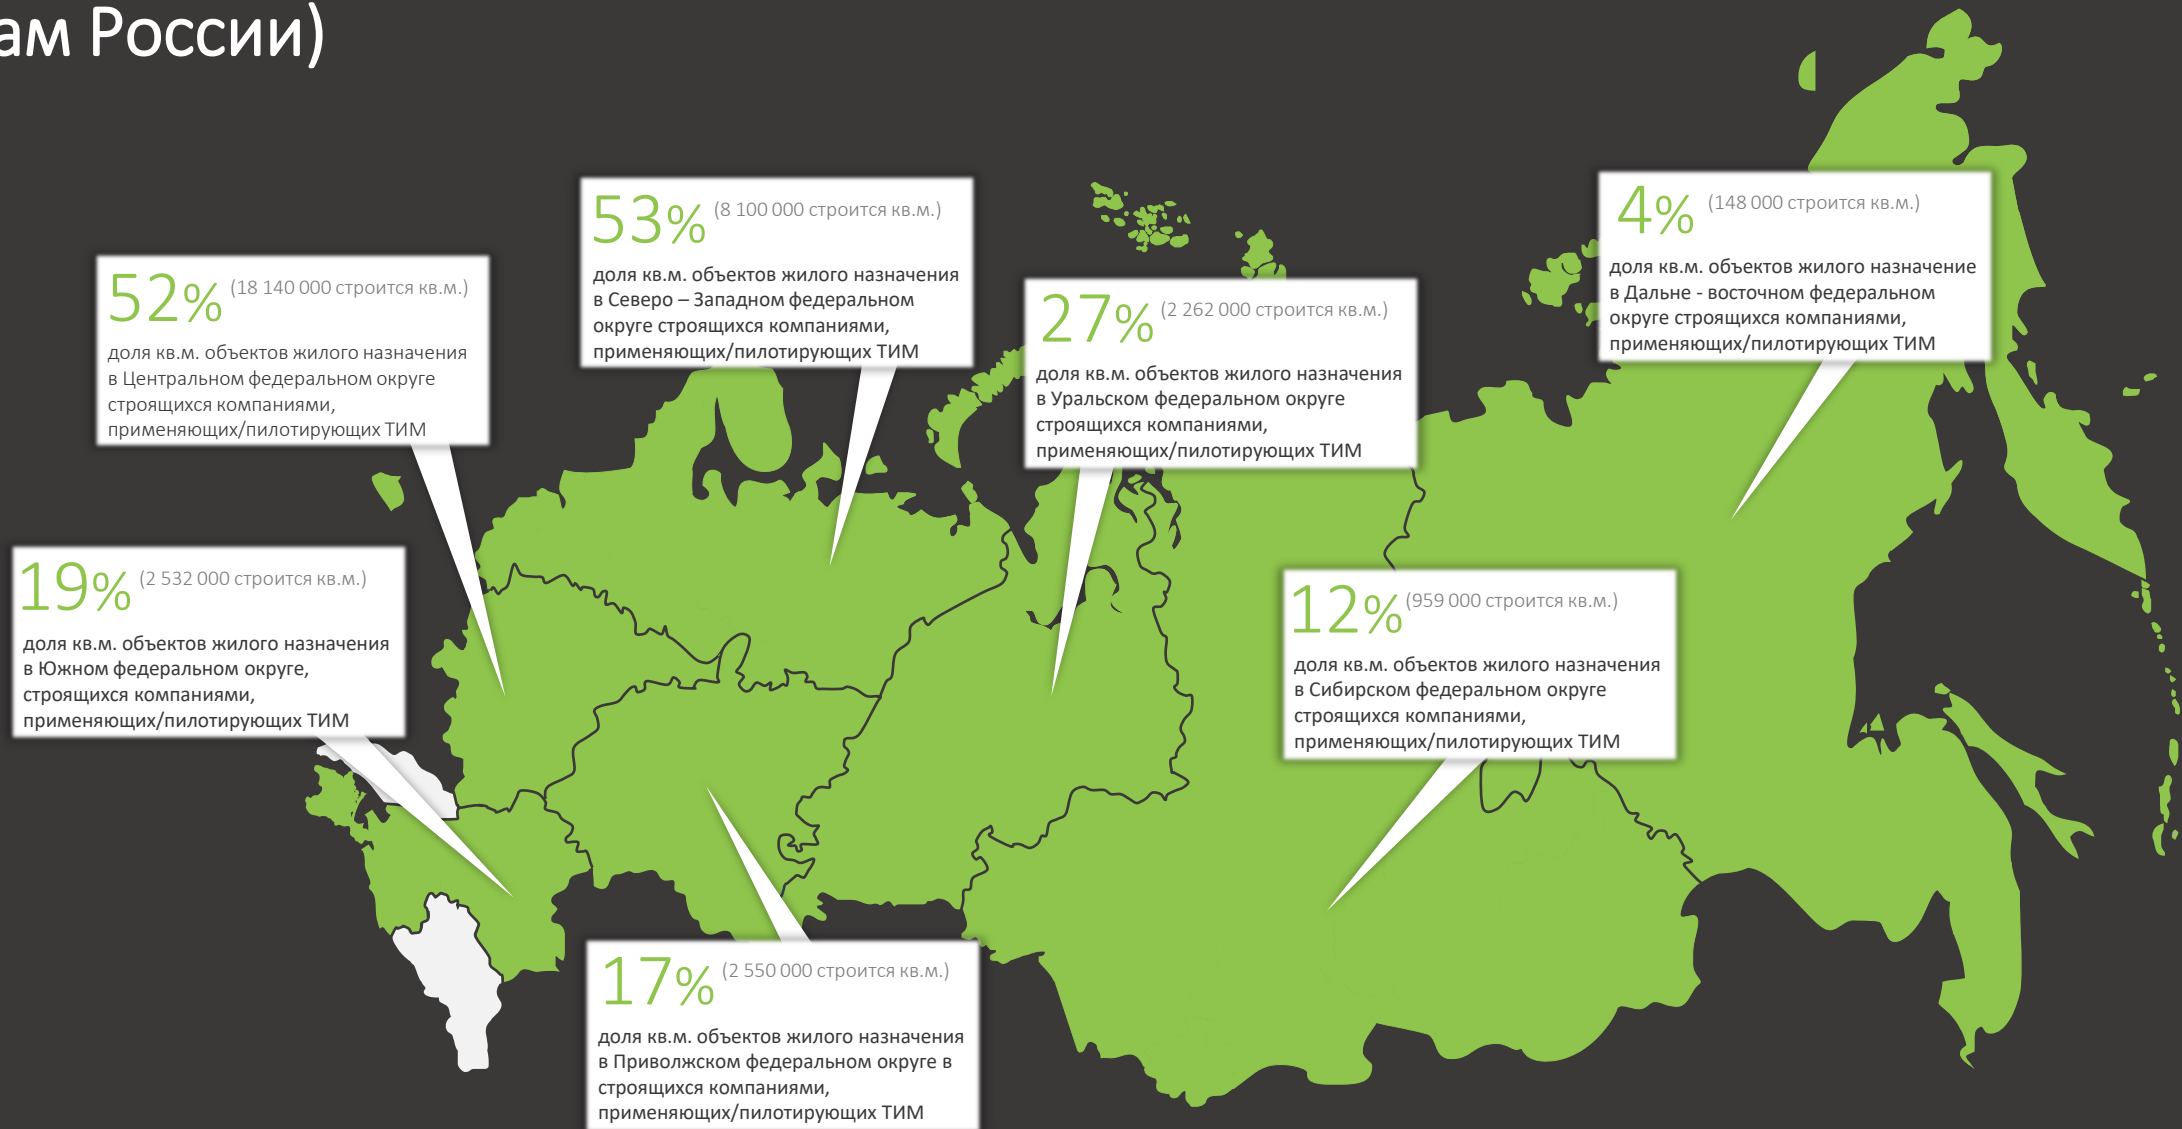 ам России)
53% (8 100 000 строится кв.м.)
доля кв.м. объектов жилого назначения
в Северо – Западном федеральном
округе строящихся компаниями,
применяющих/пилотирующих ТИМ
4% (148 000 строится кв.м.)
доля кв.м. объектов жилого назначение
в Дальне - восточном федеральном
округе строящихся компаниями,
применяющих/пилотирующих ТИМ
52% (18 140 000 строится кв.м.)
доля кв.м. объектов жилого назначения
в Центральном федеральном округе
строящихся компаниями,
применяющих/пилотирующих ТИМ
27% (2 262 000 строится кв.м.)
доля кв.м. объектов жилого назначения
в Уральском федеральном округе
строящихся компаниями,
применяющих/пилотирующих ТИМ
19% (2 532 000 строится кв.м.)
доля кв.м. объектов жилого назначения
в Южном федеральном округе,
строящихся компаниями,
применяющих/пилотирующих ТИМ
12% (959 000 строится кв.м.)
доля кв.м. объектов жилого назначения
в Сибирском федеральном округе
строящихся компаниями,
применяющих/пилотирующих ТИМ
17% (2 550 000 строится кв.м.)
доля кв.м. объектов жилого назначения
в Приволжском федеральном округе в
строящихся компаниями,
применяющих/пилотирующих ТИМ